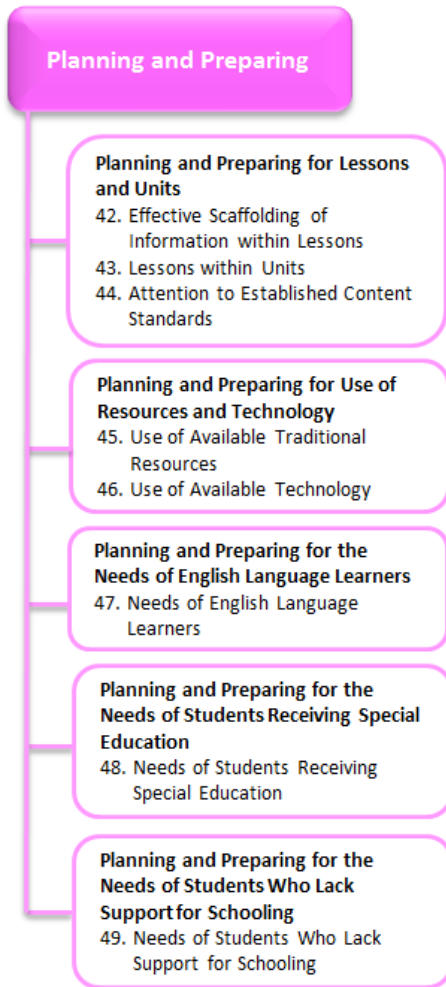 Planning and Preparing
Planning and Preparing for Lessons
and Units
42. Effective Scaffolding of
Information within Lessons
43. Lessons within Units
44. Attention to Established Content
Standards
Planning and Preparing for Use of
Resources and Technology
45. Use of Available Traditional
Resources
46. Use of Available Technology
Planning and Preparing for the
Needs of English Language Learners
47. Needs of English Language
Learners
Planning and Preparing for the
Needs of Students Receiving Special
Education
48. Needs of Students Receiving
Special Education
Planning and Preparing for the
Needs of Students Who Lack
Support for Schooling
49. Needs of Students Who Lack
Support for Schooling